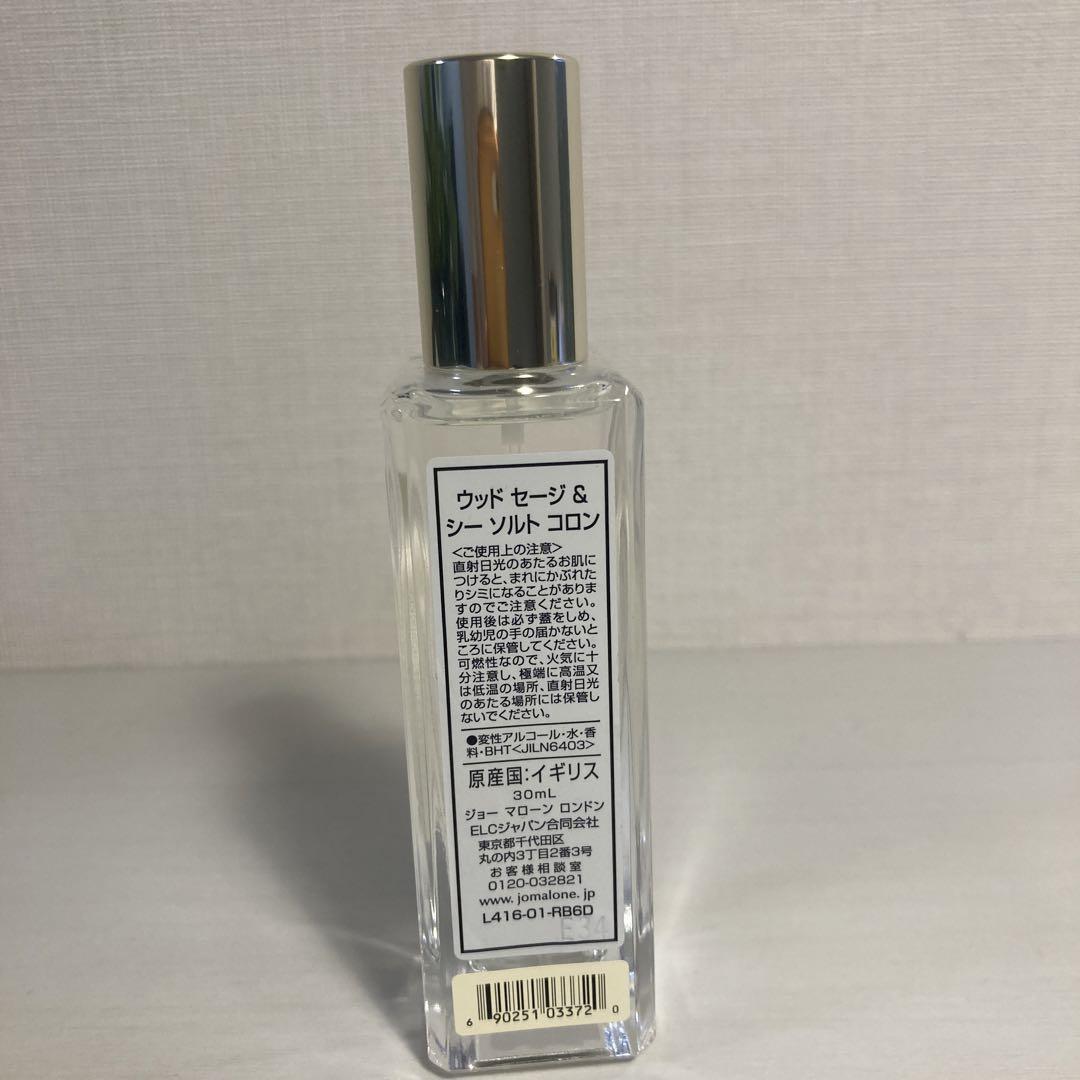 ウッド セージ &
シー ソルト コロン
<ご使用上の注意>
直射日光のあたるお肌に
つけると、まれにかぶれた
りシミになることがありま
すのでご注意ください。
使用後は必ず蓋をしめ、
乳幼児の手の届かないと
ころに保管してください。
可燃性なので、火気に十
分注意し、極端に高温又
は低温の場所、直射日光
のあたる場所には保管し
ないでください。
●変性アルコール・水・香
料・BHT<JILN6403>
原産国:イギリス
30mL
ジョー マローン ロンドン
ELCジャパン合同会社
東京都千代田区
丸の内3丁目2番3号
お客様相談室
0120-032821
www.jomalone.jp
L416-01-RB6D
E34
6 90251 03372 0